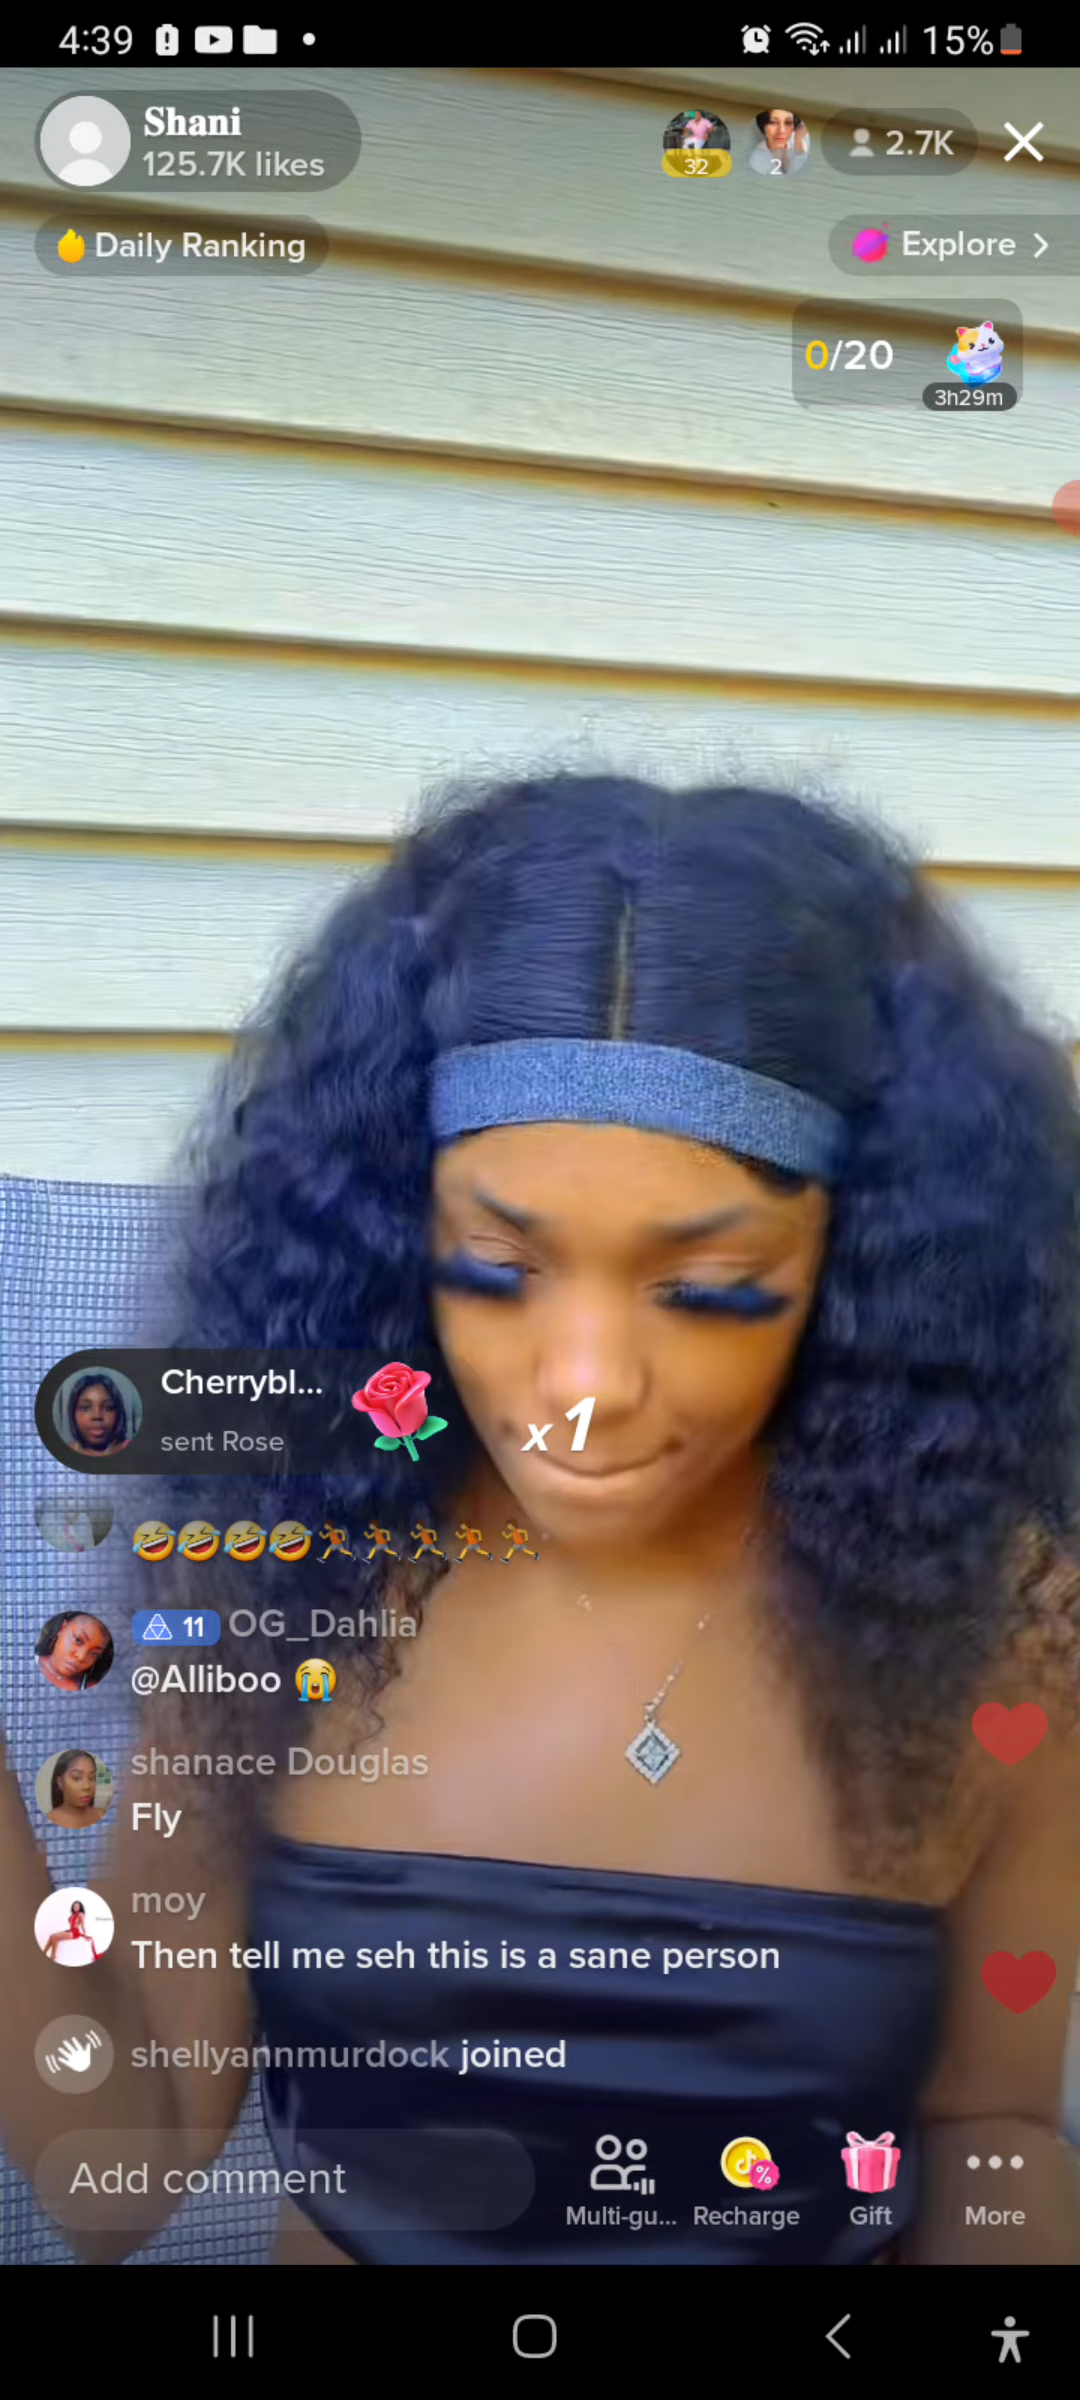 4:39
15%
Shani
125.7K likes
32
2
2.7K
Daily Ranking
Explore
0/20
3h29m
Cherrybl...
sent Rose
x1
🤣🤣🤣🤣🏃🏃🏃🏃🏃
11 OG_Dahlia
@Alliboo 😭
shanace Douglas
Fly
moy
Then tell me seh this is a sane person
shellyannmurdock joined
Add comment
Multi-gu...
Recharge
Gift
More